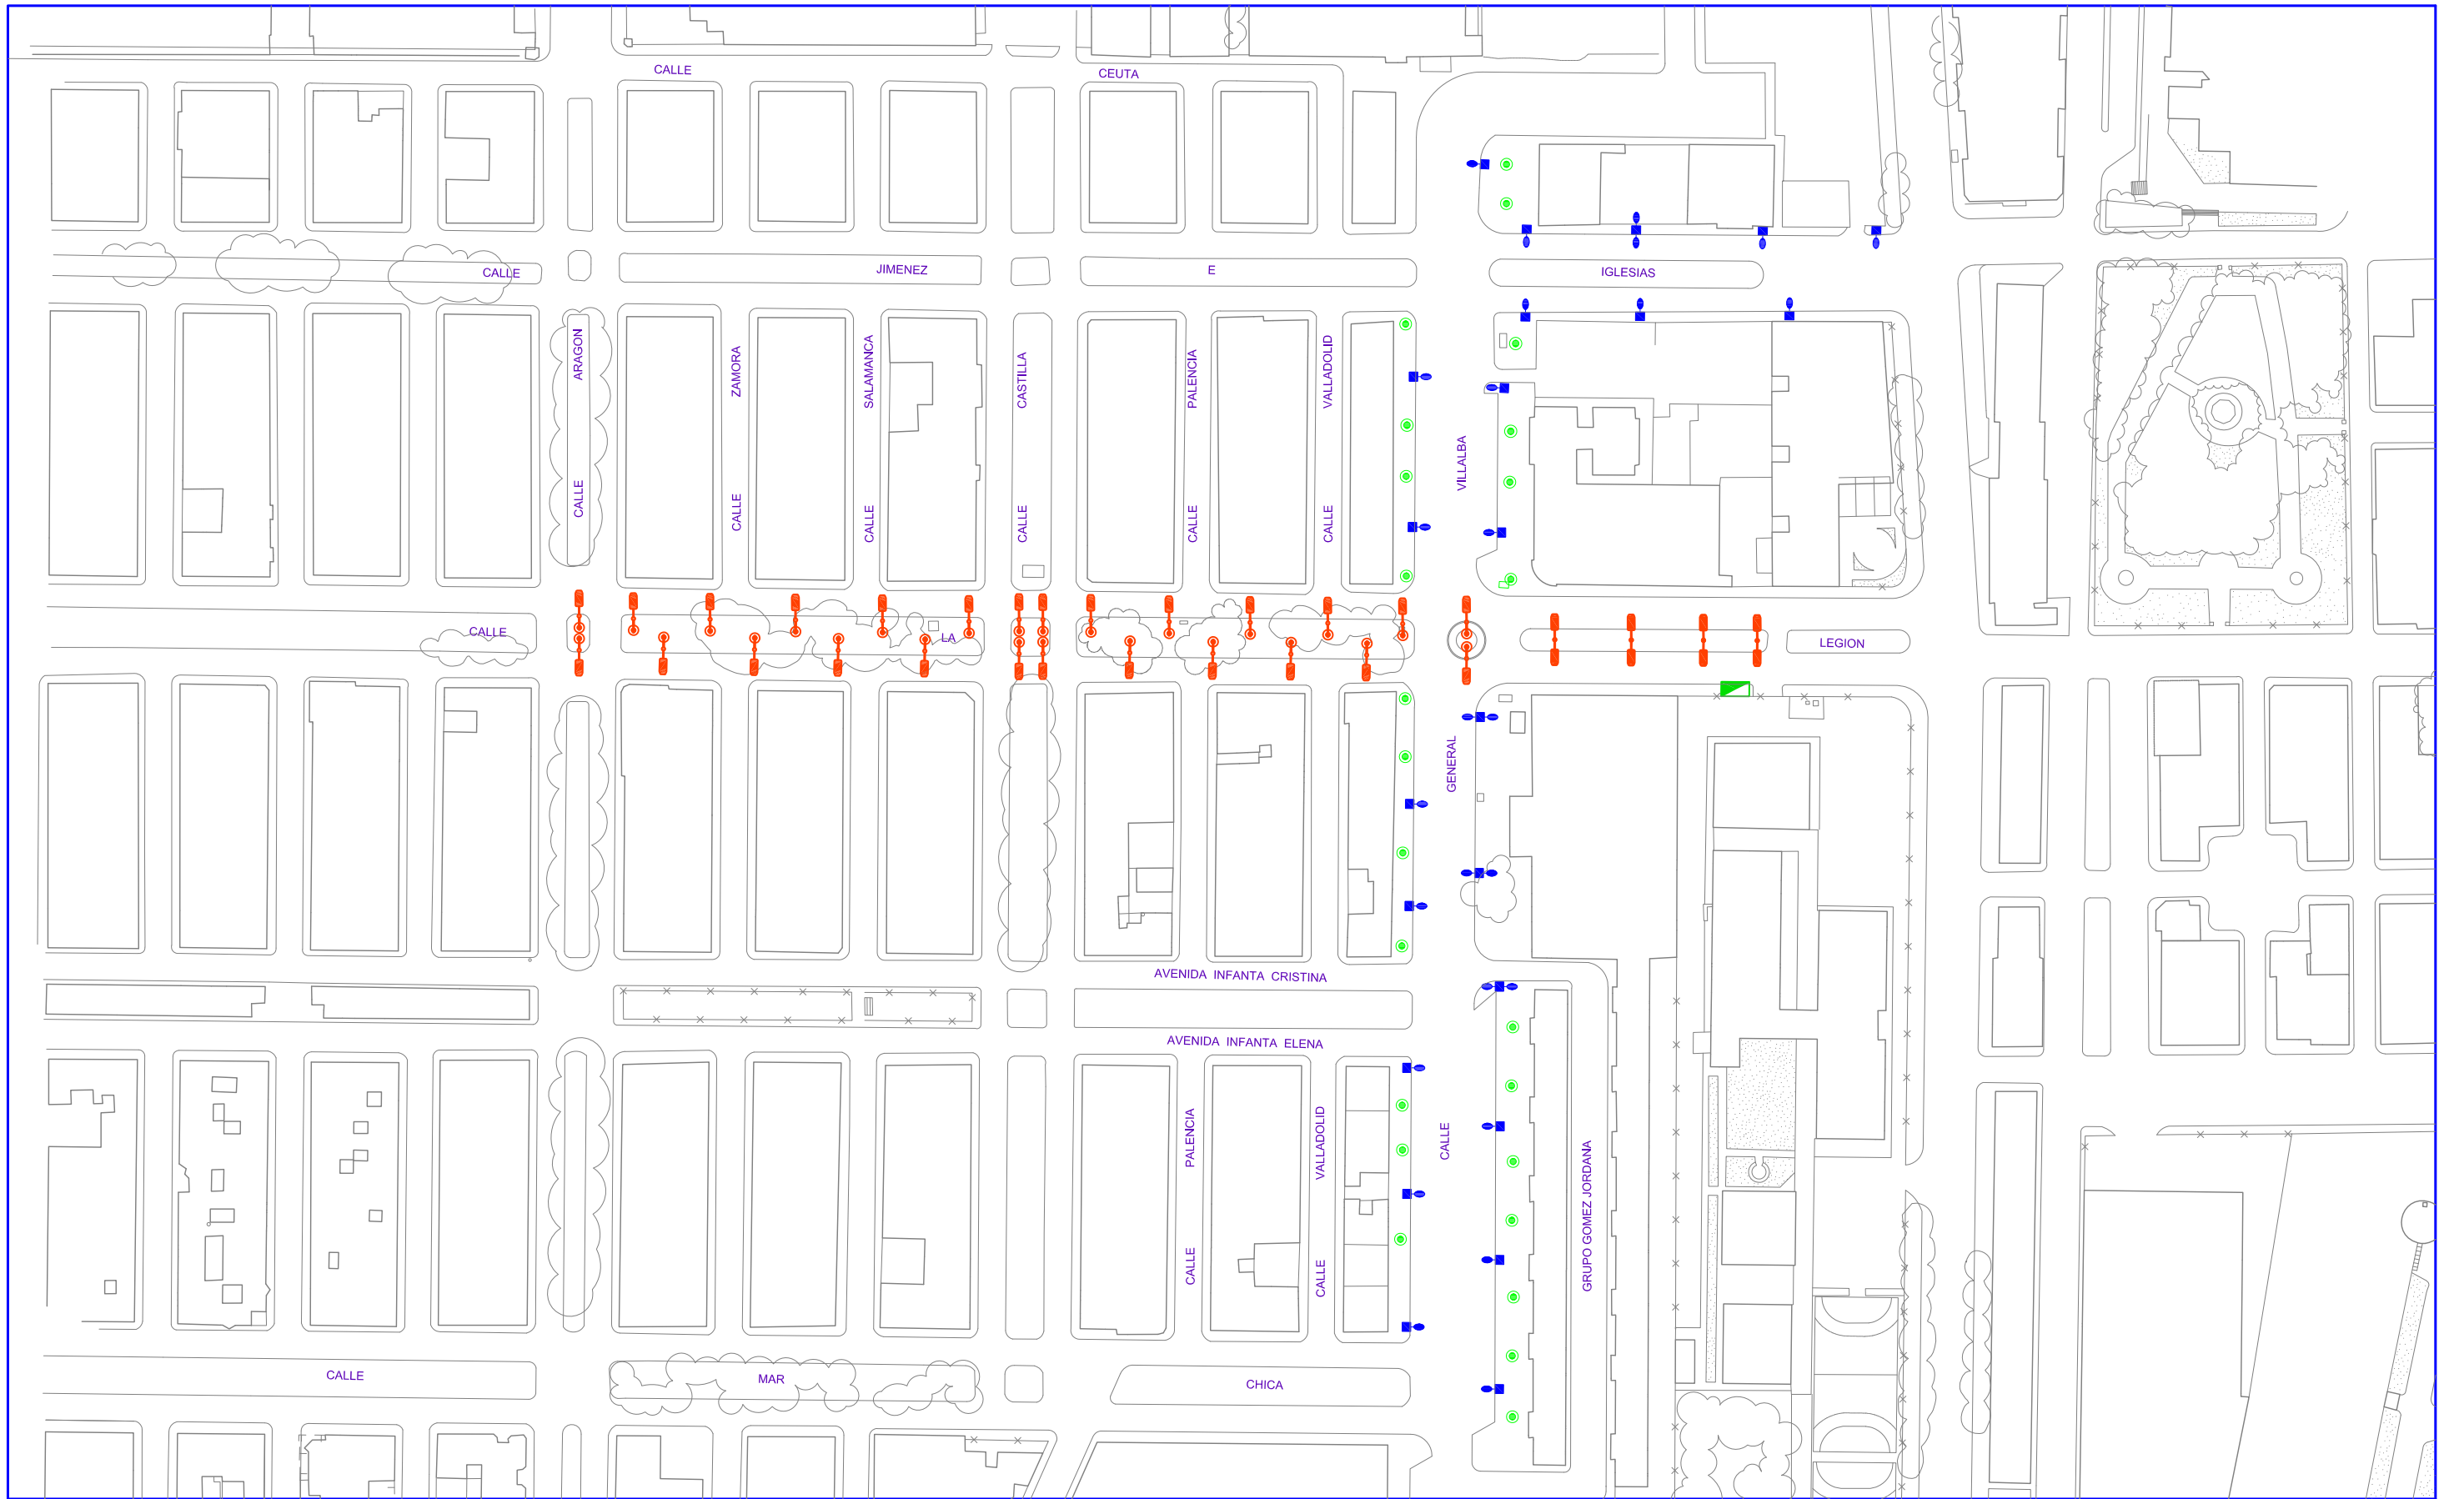 CALLE
CEUTA
CALLE
JIMENEZ
E
IGLESIAS
ARAGON
ZAMORA
SALAMANCA
CASTILLA
PALENCIA
VALLADOLID
VILLALBA
CALLE
CALLE
CALLE
CALLE
CALLE
CALLE
CALLE
LA
LEGION
GENERAL
AVENIDA INFANTA CRISTINA
AVENIDA INFANTA ELENA
PALENCIA
VALLADOLID
CALLE
GRUPO GOMEZ JORDANA
CALLE
CALLE
CALLE
MAR
CHICA